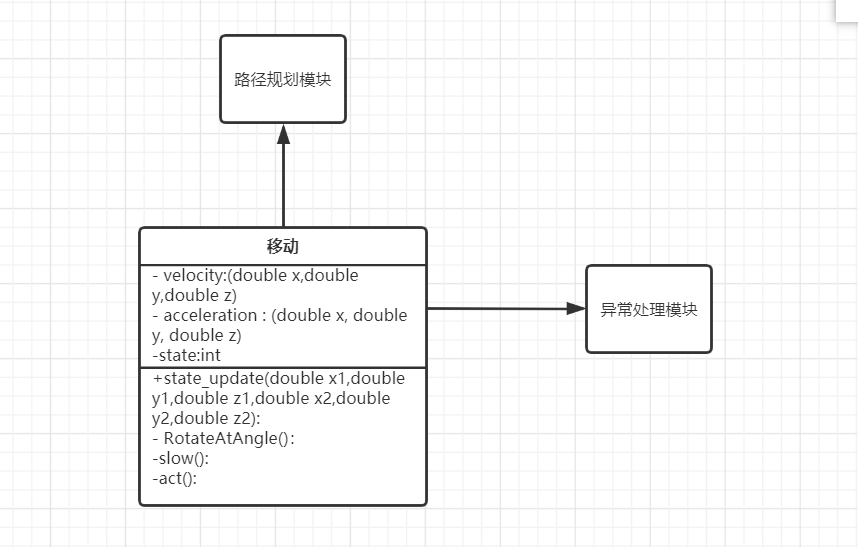 路径规划模块
移动
- velocity:(double x,double
y,double z)
- acceleration : (double x, double
y, double z)
-state:int
+state_update(double x1,double
y1,double z1,double x2,double
y2,double z2):
- RotateAtAngle():
-slow():
-act():
异常处理模块